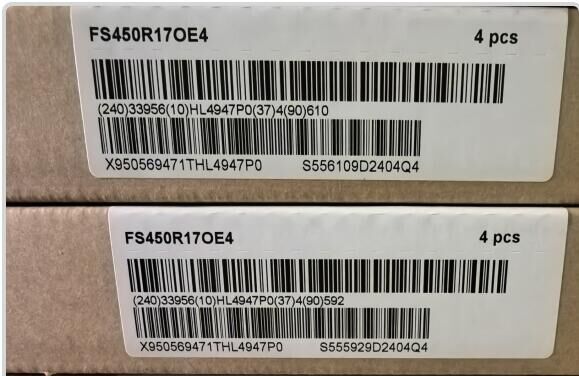 FS450R17OE4 4 pcs
(240)33956(10)HL4947P0(37)4(90)610
X950569471THL4947P0 S556109D2404Q4
FS450R17OE4 4 pcs
(240)33956(10)HL4947P0(37)4(90)592
X950569471THL4947P0 S555929D2404Q4